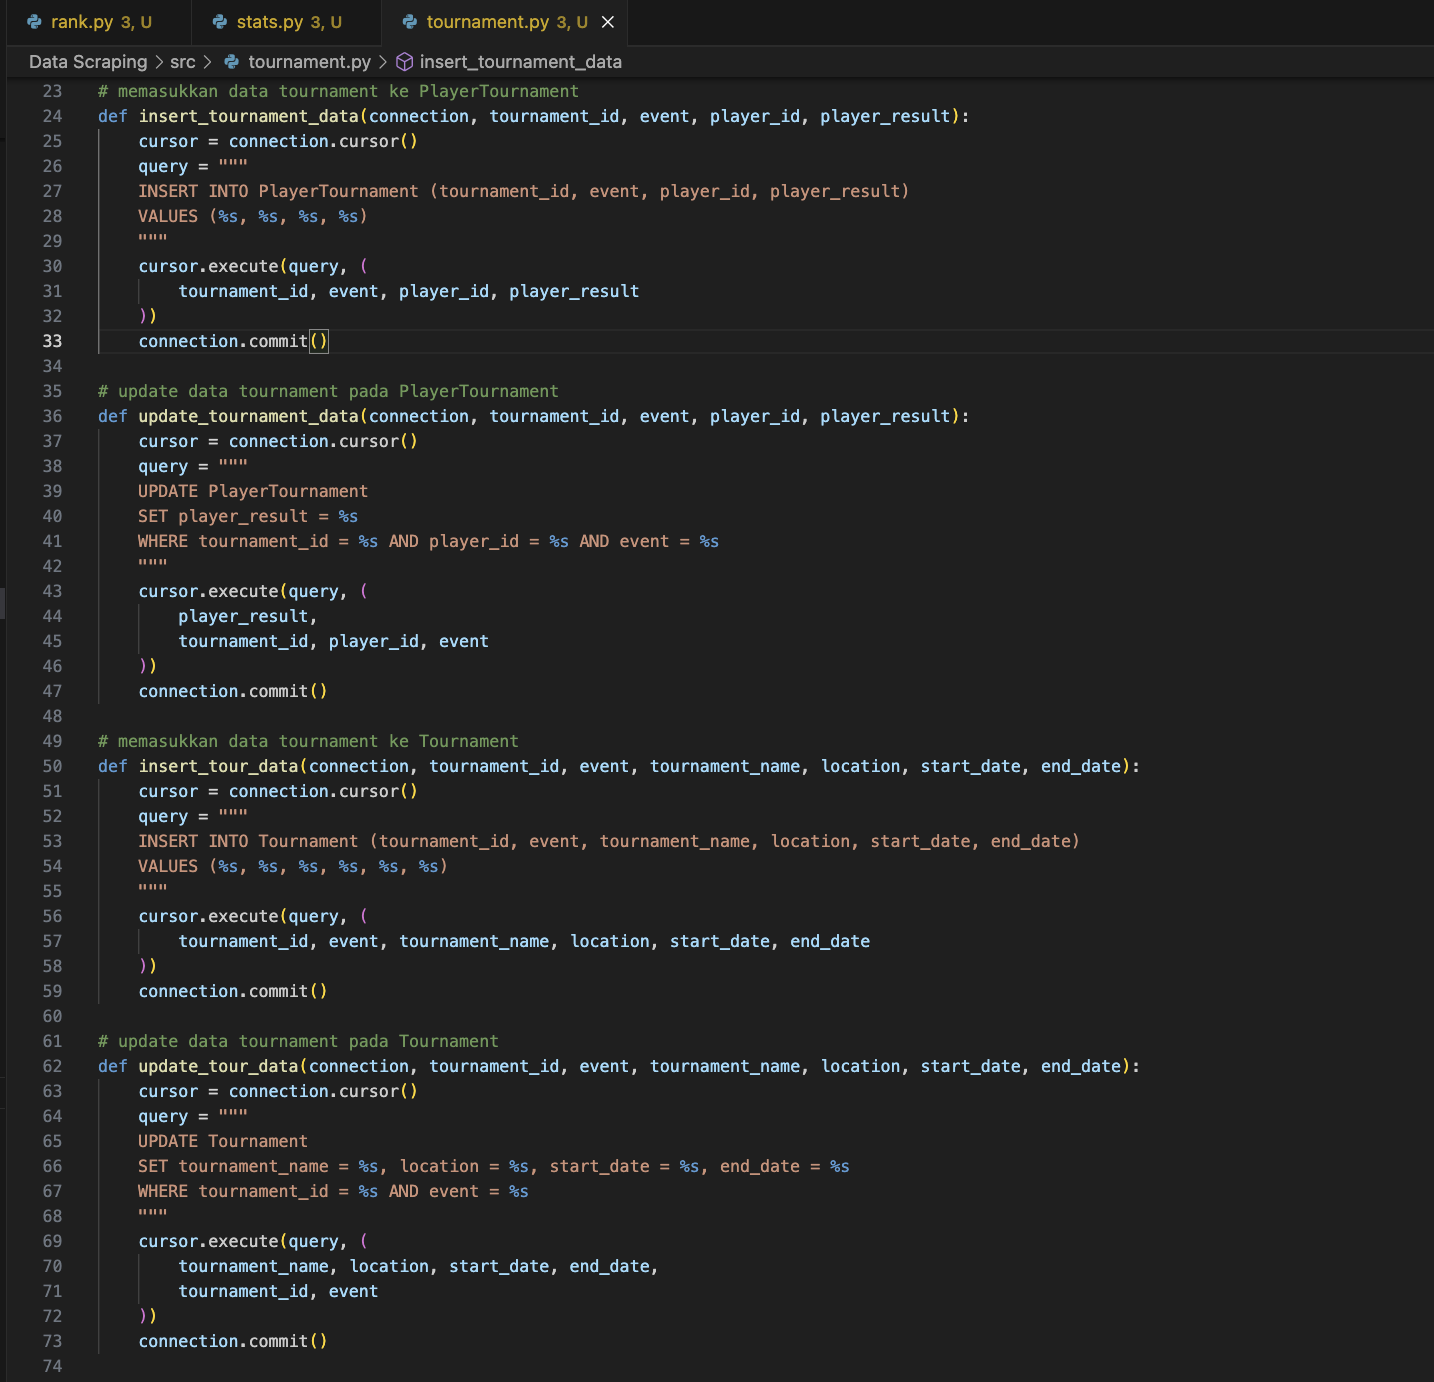 rank.py 3, U stats.py 3, U tournament.py 3, U
Data Scraping > src > tournament.py > insert_tournament_data
23 # memasukkan data tournament ke PlayerTournament
24 def insert_tournament_data(connection, tournament_id, event, player_id, player_result):
25     cursor = connection.cursor()
26     query = """
27     INSERT INTO PlayerTournament (tournament_id, event, player_id, player_result)
28     VALUES (%s, %s, %s, %s)
29     """
30     cursor.execute(query, (
31         tournament_id, event, player_id, player_result
32     ))
33     connection.commit()
34
35 # update data tournament pada PlayerTournament
36 def update_tournament_data(connection, tournament_id, event, player_id, player_result):
37     cursor = connection.cursor()
38     query = """
39     UPDATE PlayerTournament
40     SET player_result = %s
41     WHERE tournament_id = %s AND player_id = %s AND event = %s
42     """
43     cursor.execute(query, (
44         player_result,
45         tournament_id, player_id, event
46     ))
47     connection.commit()
48
49 # memasukkan data tournament ke Tournament
50 def insert_tour_data(connection, tournament_id, event, tournament_name, location, start_date, end_date):
51     cursor = connection.cursor()
52     query = """
53     INSERT INTO Tournament (tournament_id, event, tournament_name, location, start_date, end_date)
54     VALUES (%s, %s, %s, %s, %s, %s)
55     """
56     cursor.execute(query, (
57         tournament_id, event, tournament_name, location, start_date, end_date
58     ))
59     connection.commit()
60
61 # update data tournament pada Tournament
62 def update_tour_data(connection, tournament_id, event, tournament_name, location, start_date, end_date):
63     cursor = connection.cursor()
64     query = """
65     UPDATE Tournament
66     SET tournament_name = %s, location = %s, start_date = %s, end_date = %s
67     WHERE tournament_id = %s AND event = %s
68     """
69     cursor.execute(query, (
70         tournament_name, location, start_date, end_date,
71         tournament_id, event
72     ))
73     connection.commit()
74